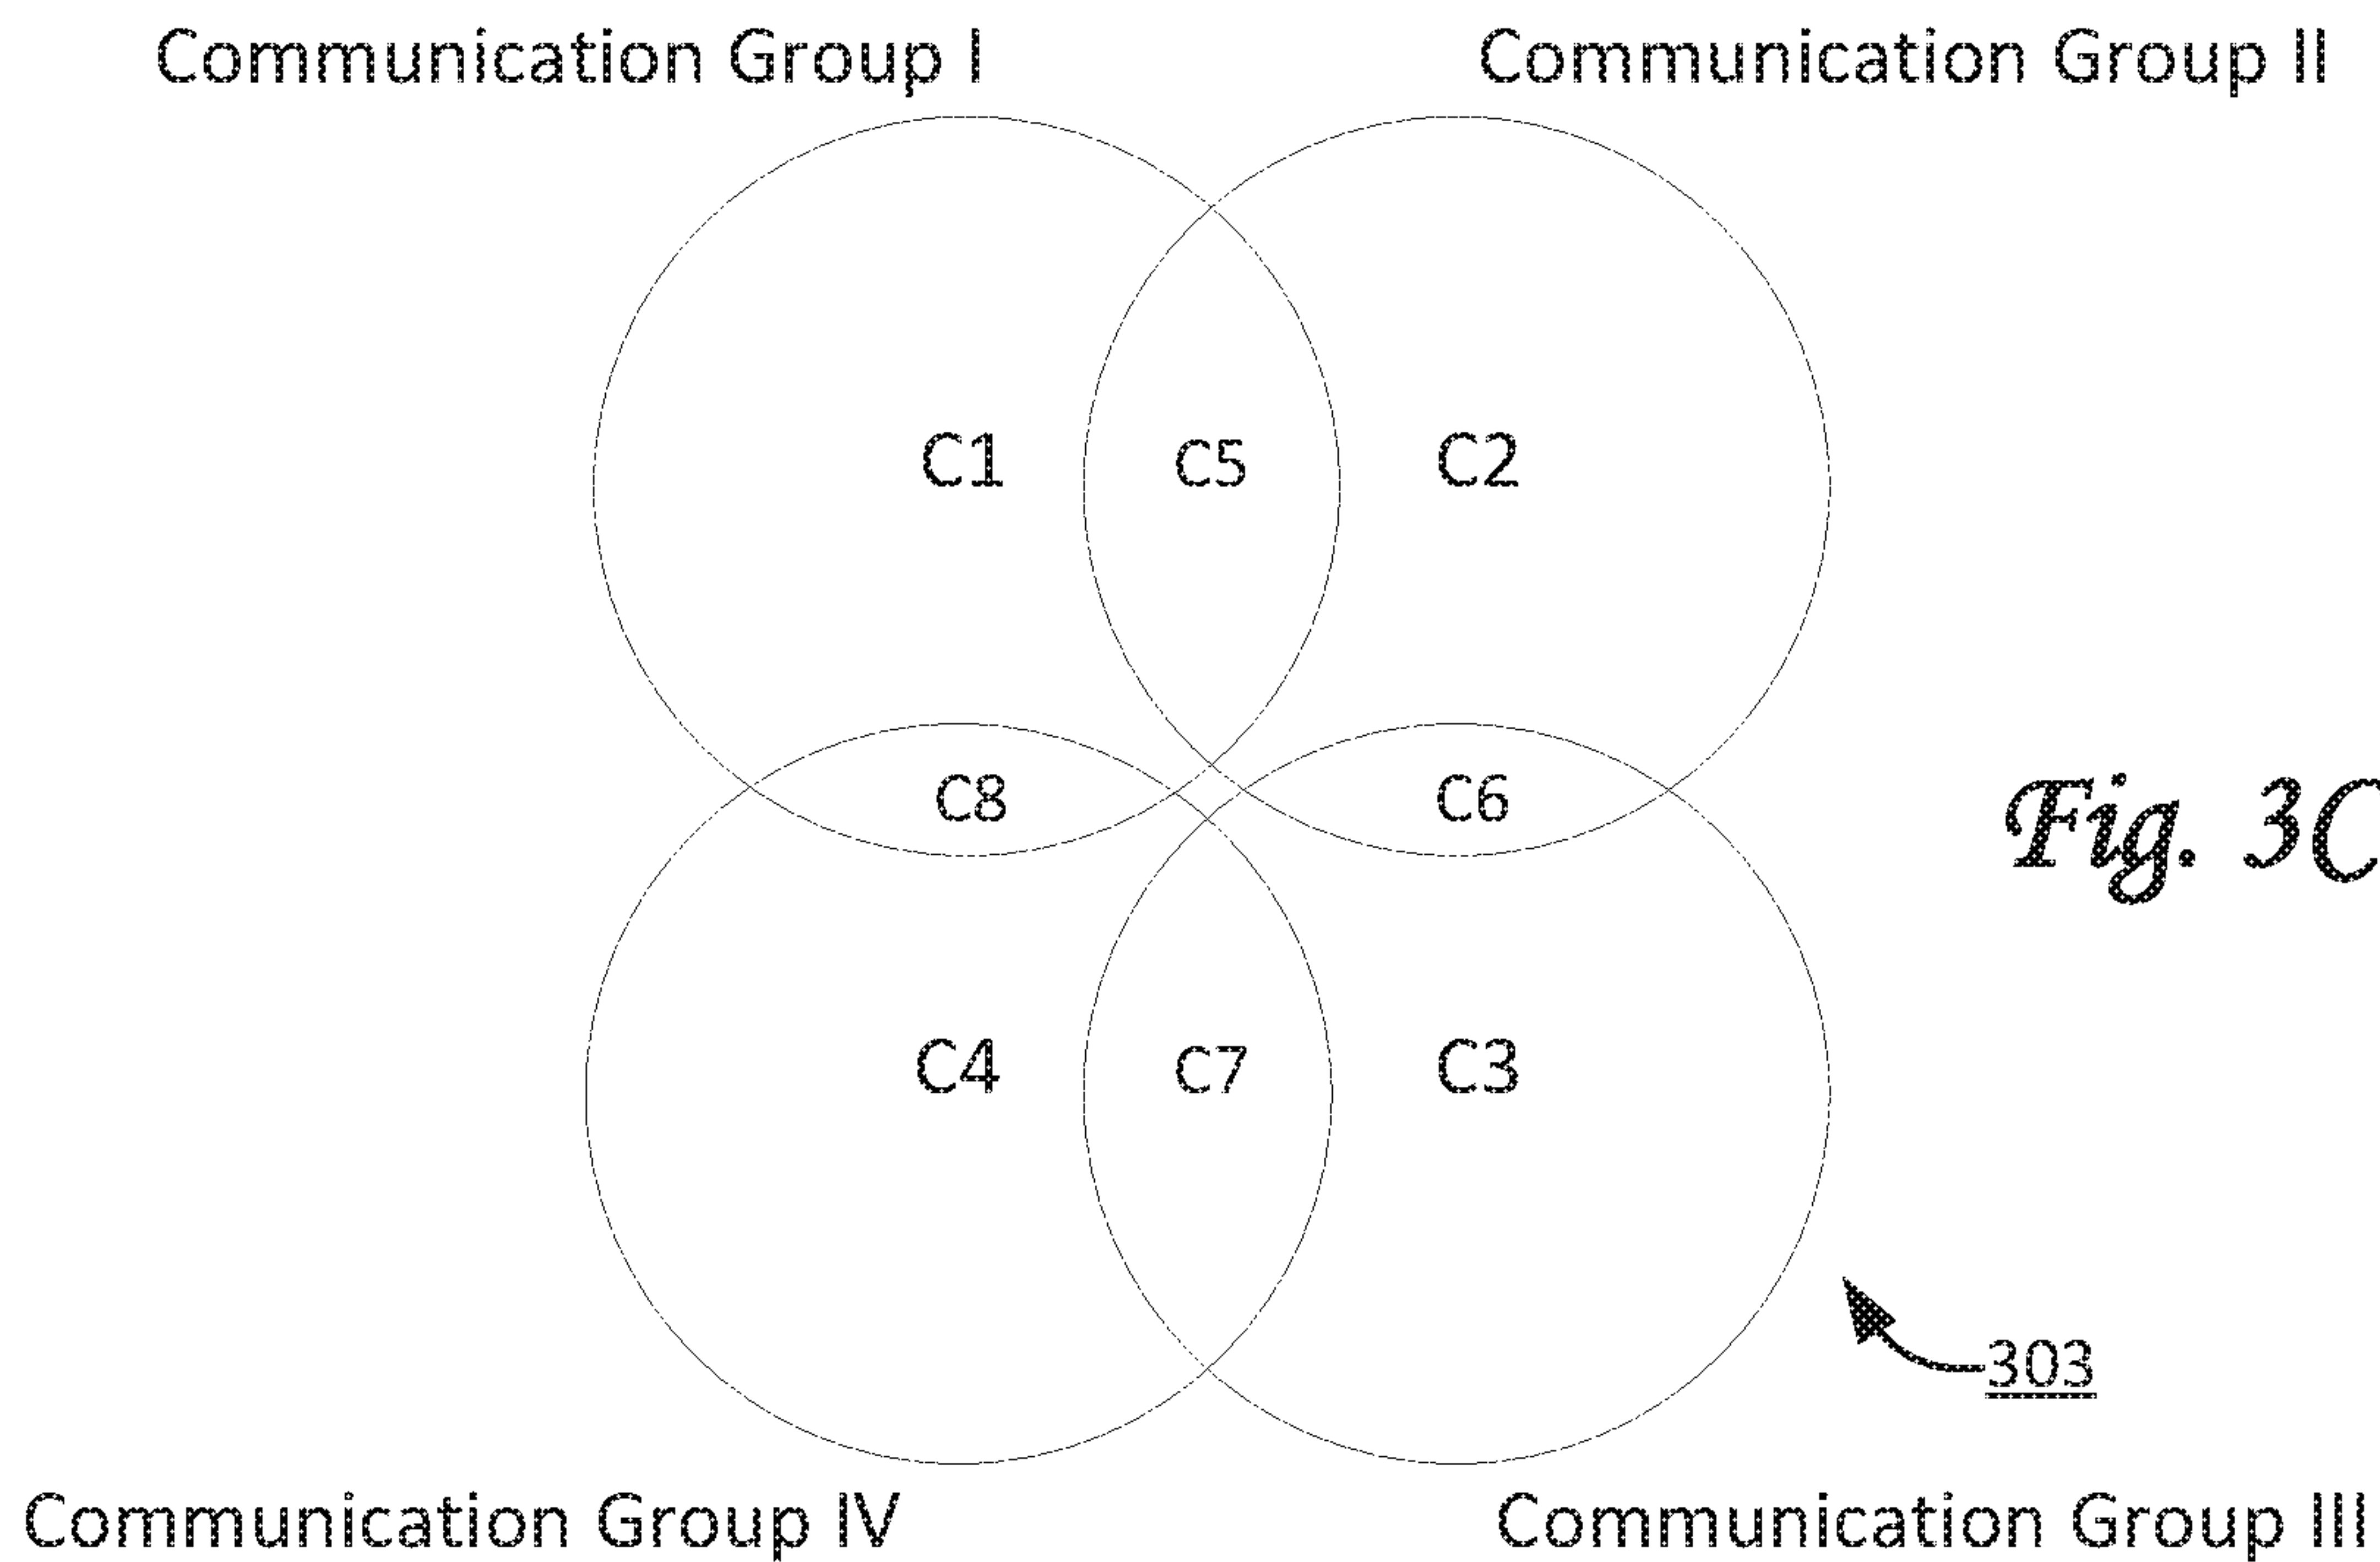 Communication Group I
Communication Group II
C1
C5
C2
C8
C6
Fig. 3C
C4
C7
C3
303
Communication Group IV
Communication Group III